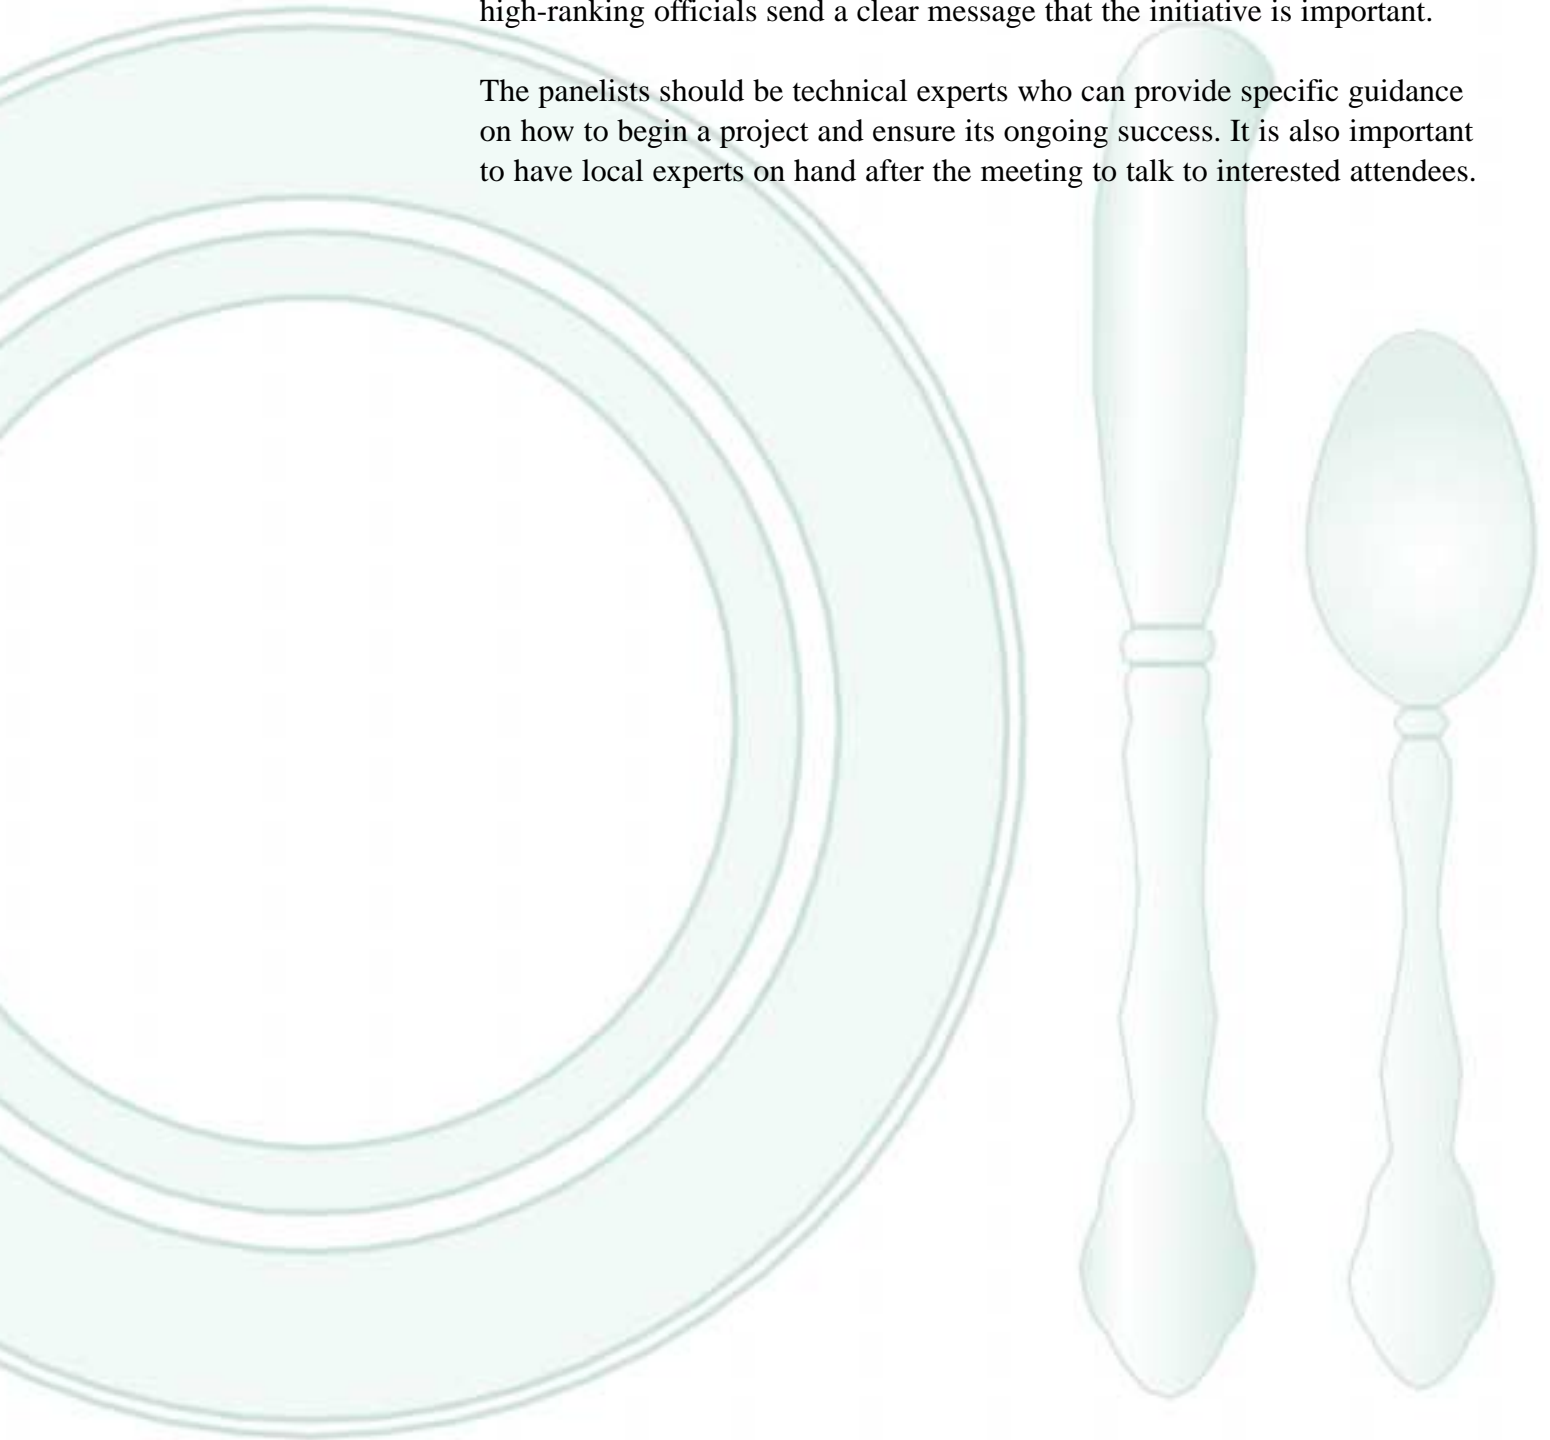 high-ranking officials send a clear message that the initiative is important.
The panelists should be technical experts who can provide specific guidance
on how to begin a project and ensure its ongoing success. It is also important
to have local experts on hand after the meeting to talk to interested attendees.